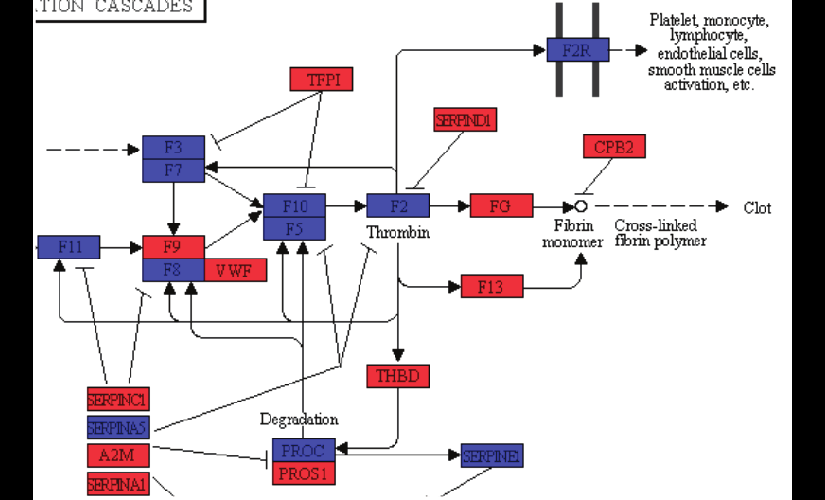 TION CASCADES
Platelet, monocyte,
lymphocyte,
endothelial cells,
smooth muscle cells
activation, etc.
F2R
TFPI
SERPIND1
CPB2
F3
F7
F10
F5
F2
Thrombin
FG
Fibrin
monomer
Cross-linked
fibrin polymer
Clot
F11
F9
F8
VWF
F13
THBD
SERPINC1
SERPINA5
A2M
SERPINA1
Degradation
PROC
PROS1
SERPINE1